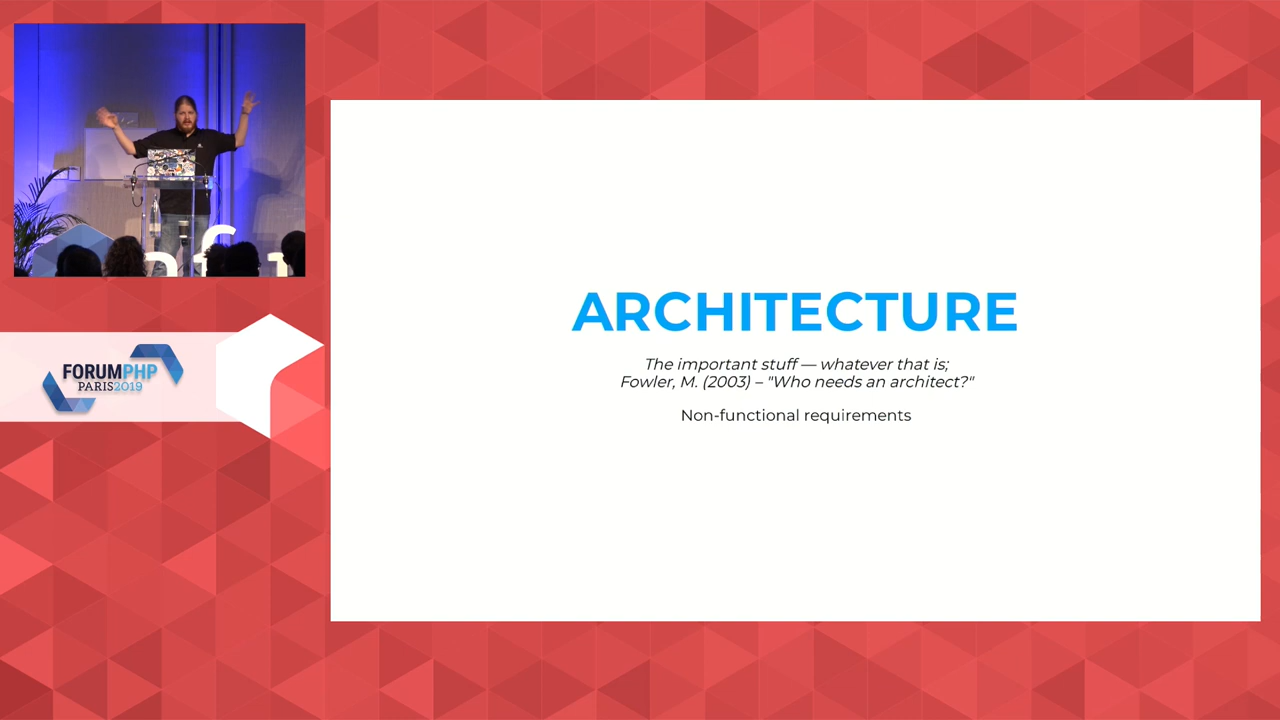 FORUMPHP
PARIS2019
ARCHITECTURE
The important stuff — whatever that is;
Fowler, M. (2003) – "Who needs an architect?"
Non-functional requirements